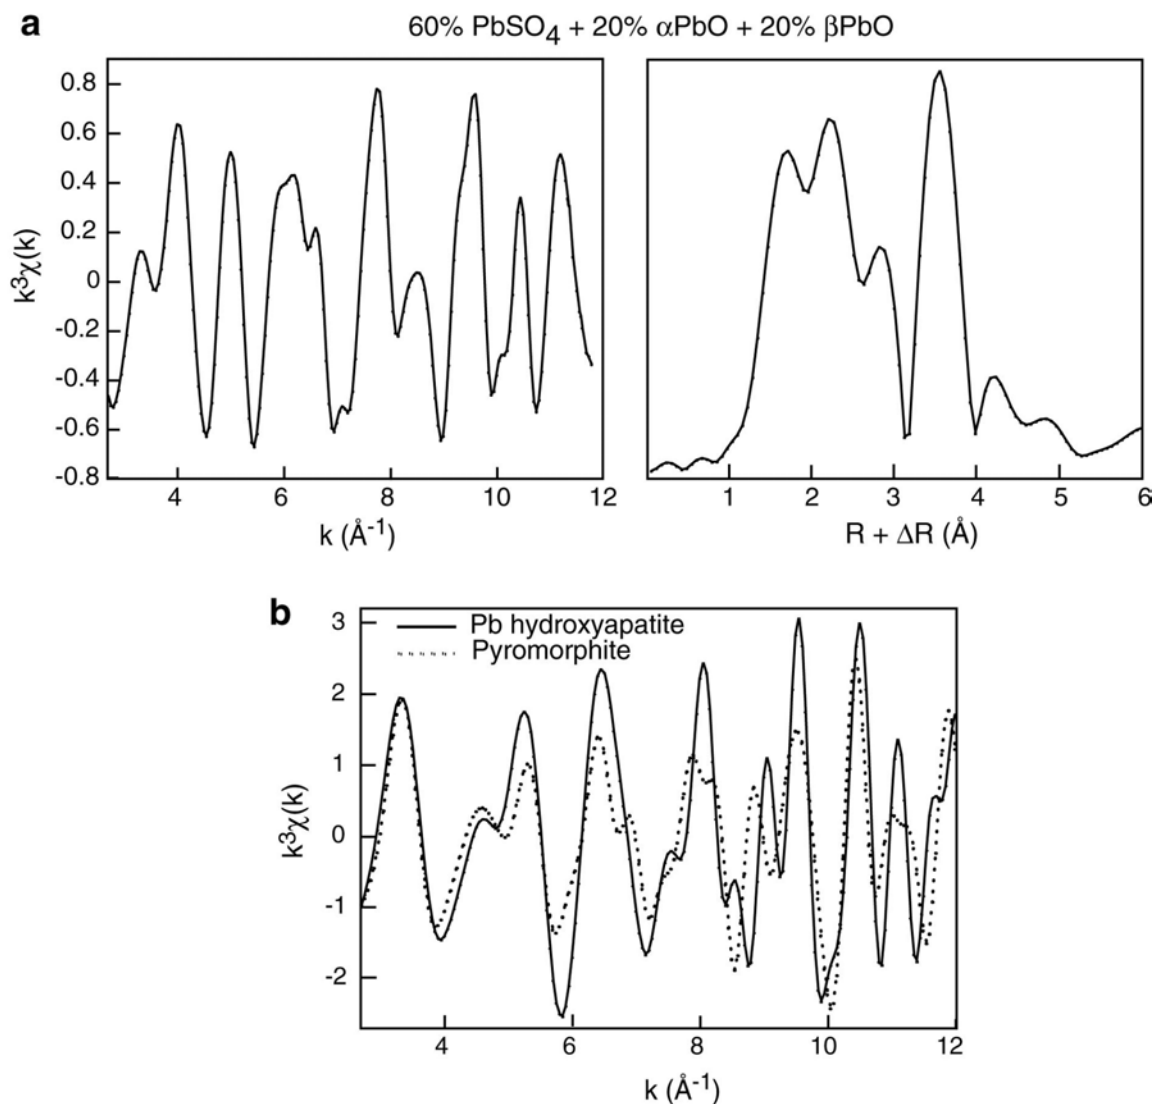 a
60% PbSO4 + 20% αPbO + 20% βPbO
0.8
0.6
0.4
0.2
0
-0.2
-0.4
-0.6
-0.8
k³χ(k)
4 6 8 10 12
k (Å⁻¹)
1 2 3 4 5 6
R + ΔR (Å)
b
Pb hydroxyapatite
Pyromorphite
3
2
1
0
-1
-2
k³χ(k)
4 6 8 10 12
k (Å⁻¹)